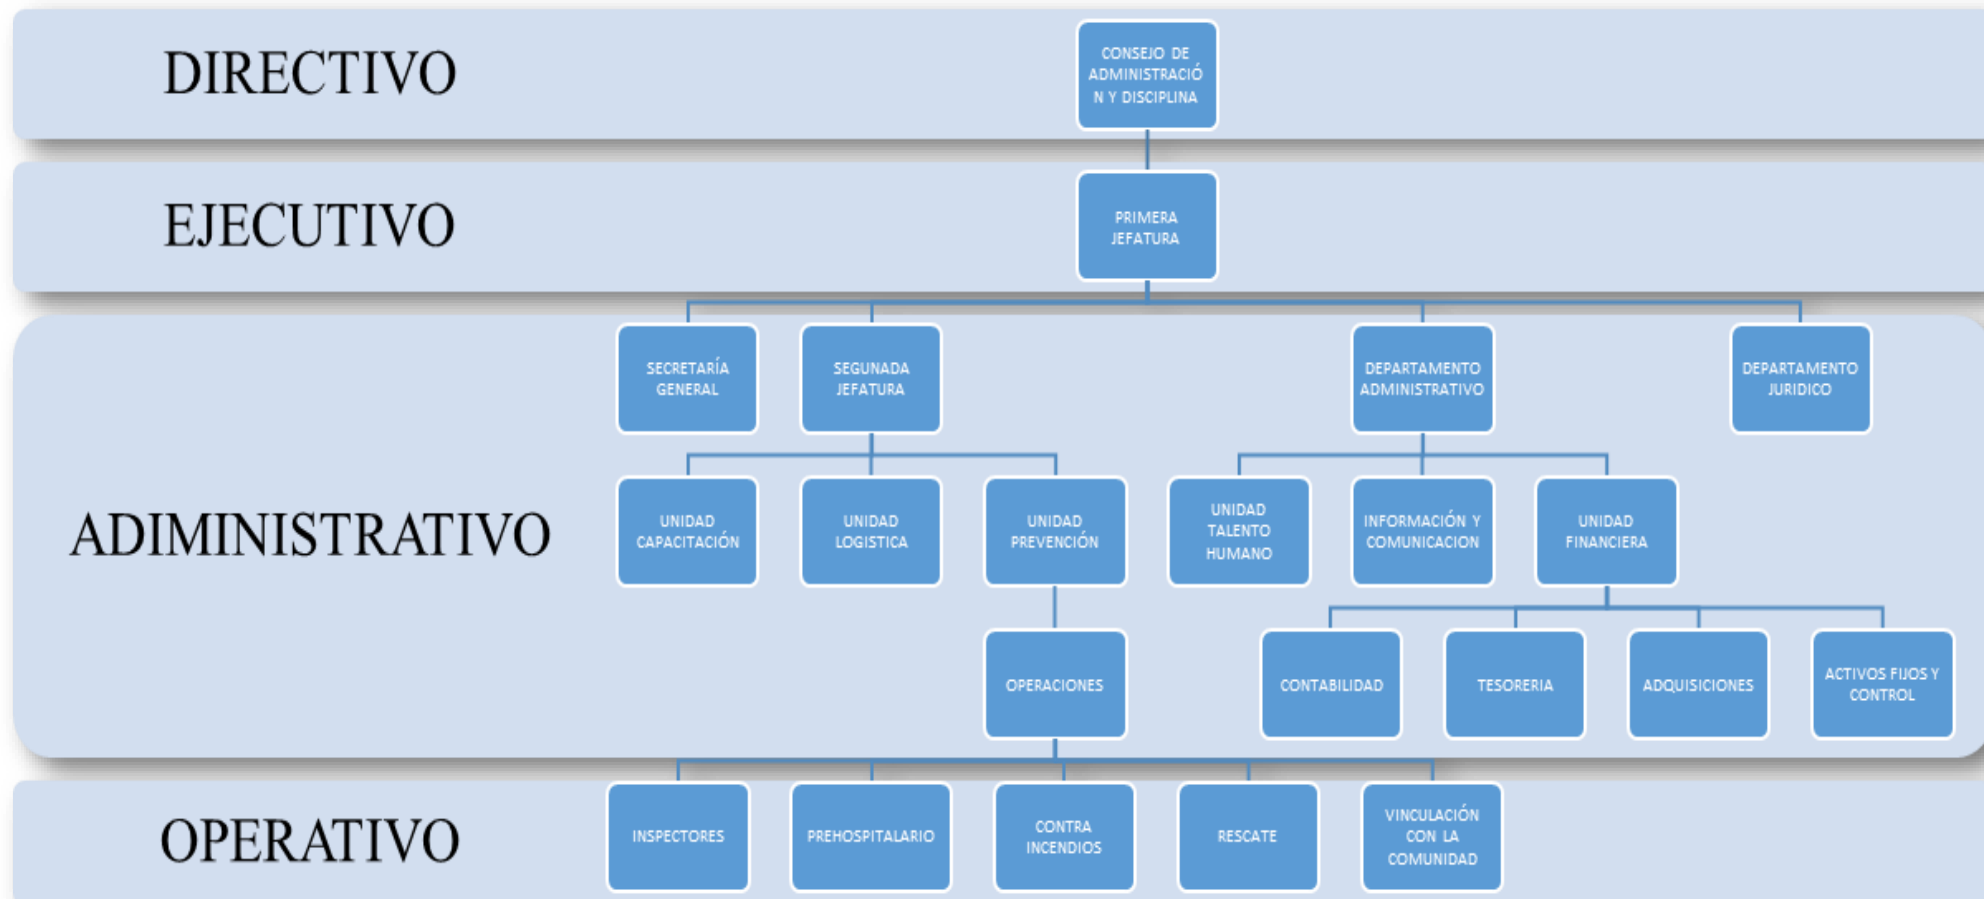 DIRECTIVO
CONSEJO DE
ADMINISTRACIÓ
N Y DISCIPLINA
EJECUTIVO
PRIMERA
JEFATURA
ADIMINISTRATIVO
SECRETARÍA
GENERAL
SEGUNADA
JEFATURA
DEPARTAMENTO
ADMINISTRATIVO
DEPARTAMENTO
JURIDICO
UNIDAD
CAPACITACIÓN
UNIDAD
LOGISTICA
UNIDAD
PREVENCIÓN
UNIDAD
TALENTO
HUMANO
INFORMACIÓN Y
COMUNICACION
UNIDAD
FINANCIERA
OPERACIONES
CONTABILIDAD
TESORERIA
ADQUISICIONES
ACTIVOS FIJOS Y
CONTROL
OPERATIVO
INSPECTORES
PREHOSPITALARIO
CONTRA
INCENDIOS
RESCATE
VINCULACIÓN
CON LA
COMUNIDAD